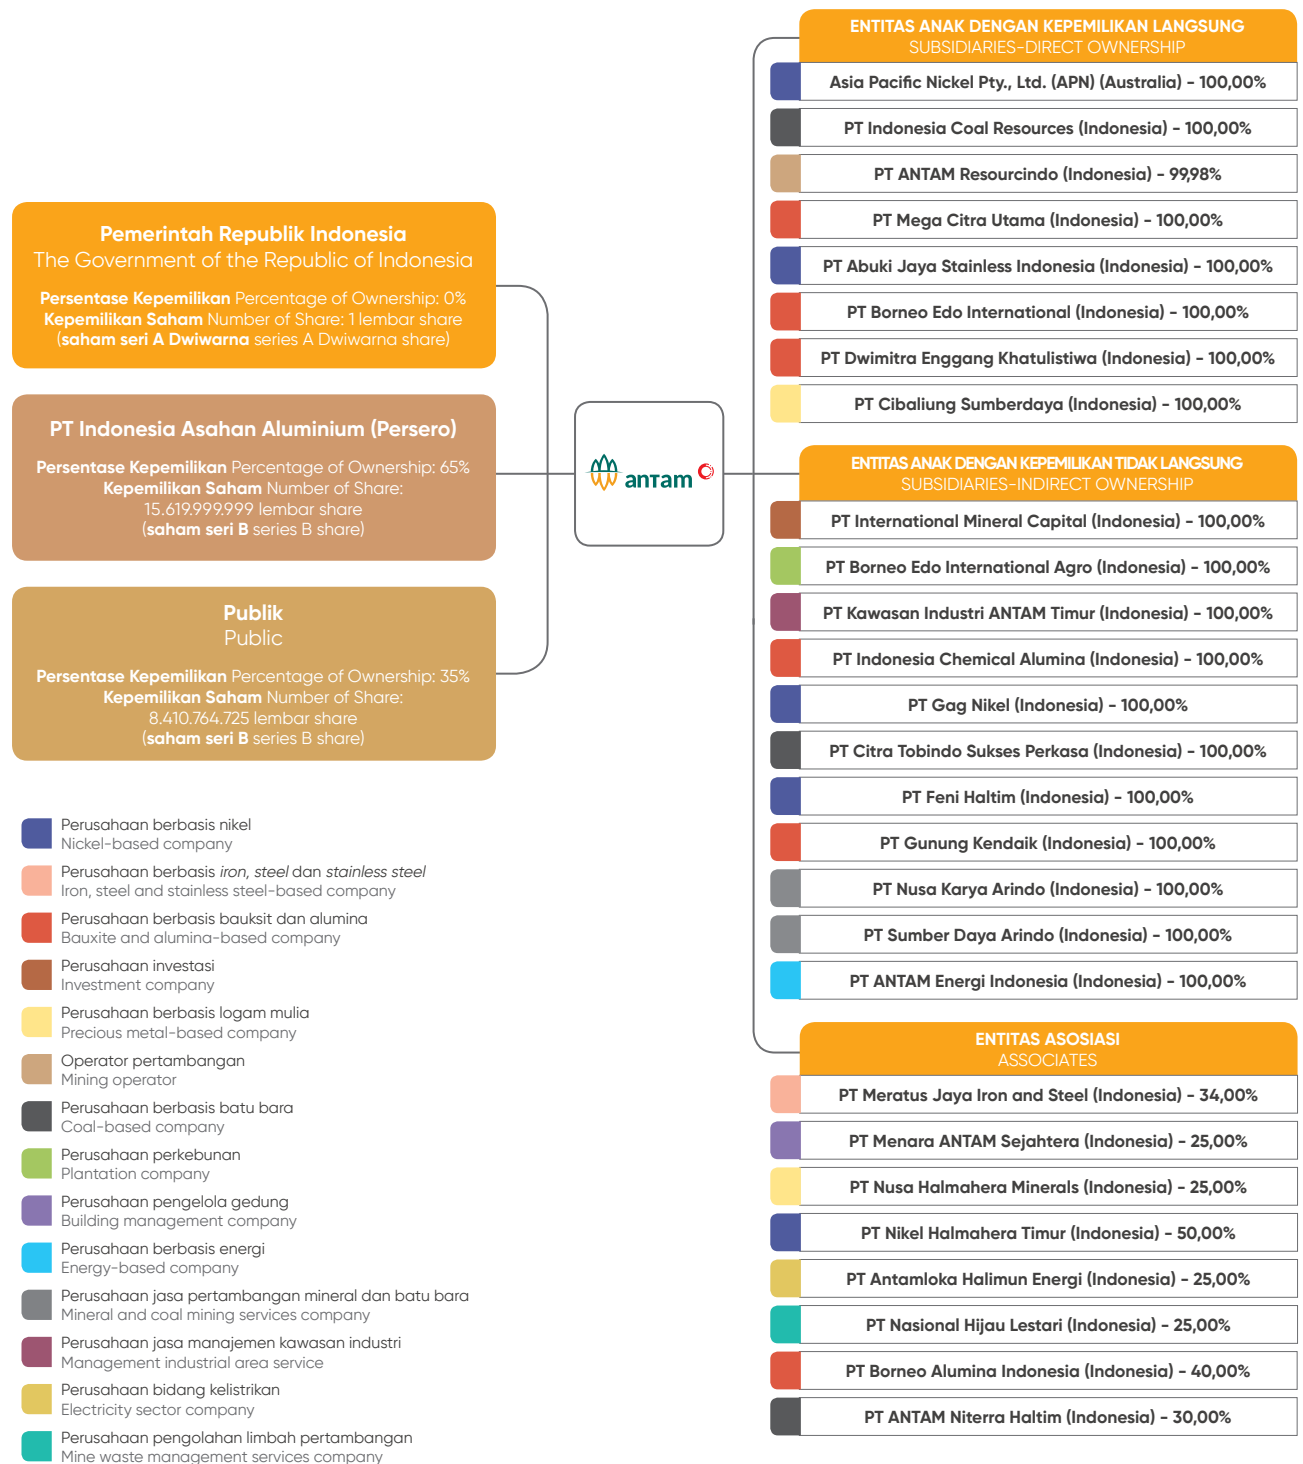 Pemerintah Republik Indonesia
The Government of the Republic of Indonesia
Persentase Kepemilikan Percentage of Ownership: 0%
Kepemilikan Saham Number of Share: 1 lembar share
(saham seri A Dwiwarna series A Dwiwarna share)
PT Indonesia Asahan Aluminium (Persero)
Persentase Kepemilikan Percentage of Ownership: 65%
Kepemilikan Saham Number of Share:
15.619.999.999 lembar share
(saham seri B series B share)
Publik
Public
Persentase Kepemilikan Percentage of Ownership: 35%
Kepemilikan Saham Number of Share:
8.410.764.725 lembar share
(saham seri B series B share)
antam
ENTITAS ANAK DENGAN KEPEMILIKAN LANGSUNG
SUBSIDIARIES-DIRECT OWNERSHIP
Asia Pacific Nickel Pty., Ltd. (APN) (Australia) - 100,00%
PT Indonesia Coal Resources (Indonesia) - 100,00%
PT ANTAM Resourcindo (Indonesia) - 99,98%
PT Mega Citra Utama (Indonesia) - 100,00%
PT Abuki Jaya Stainless Indonesia (Indonesia) - 100,00%
PT Borneo Edo International (Indonesia) - 100,00%
PT Dwimitra Enggang Khatulistiwa (Indonesia) - 100,00%
PT Cibaliung Sumberdaya (Indonesia) - 100,00%
ENTITAS ANAK DENGAN KEPEMILIKAN TIDAK LANGSUNG
SUBSIDIARIES-INDIRECT OWNERSHIP
PT International Mineral Capital (Indonesia) - 100,00%
PT Borneo Edo International Agro (Indonesia) - 100,00%
PT Kawasan Industri ANTAM Timur (Indonesia) - 100,00%
PT Indonesia Chemical Alumina (Indonesia) - 100,00%
PT Gag Nikel (Indonesia) - 100,00%
PT Citra Tobindo Sukses Perkasa (Indonesia) - 100,00%
PT Feni Haltim (Indonesia) - 100,00%
PT Gunung Kendaik (Indonesia) - 100,00%
PT Nusa Karya Arindo (Indonesia) - 100,00%
PT Sumber Daya Arindo (Indonesia) - 100,00%
PT ANTAM Energi Indonesia (Indonesia) - 100,00%
ENTITAS ASOSIASI
ASSOCIATES
PT Meratus Jaya Iron and Steel (Indonesia) - 34,00%
PT Menara ANTAM Sejahtera (Indonesia) - 25,00%
PT Nusa Halmahera Minerals (Indonesia) - 25,00%
PT Nikel Halmahera Timur (Indonesia) - 50,00%
PT Antamloka Halimun Energi (Indonesia) - 25,00%
PT Nasional Hijau Lestari (Indonesia) - 25,00%
PT Borneo Alumina Indonesia (Indonesia) - 40,00%
PT ANTAM Niterra Haltim (Indonesia) - 30,00%
Perusahaan berbasis nikel
Nickel-based company
Perusahaan berbasis iron, steel dan stainless steel
Iron, steel and stainless steel-based company
Perusahaan berbasis bauksit dan alumina
Bauxite and alumina-based company
Perusahaan investasi
Investment company
Perusahaan berbasis logam mulia
Precious metal-based company
Operator pertambangan
Mining operator
Perusahaan berbasis batu bara
Coal-based company
Perusahaan perkebunan
Plantation company
Perusahaan pengelola gedung
Building management company
Perusahaan berbasis energi
Energy-based company
Perusahaan jasa pertambangan mineral dan batu bara
Mineral and coal mining services company
Perusahaan jasa manajemen kawasan industri
Management industrial area service
Perusahaan bidang kelistrikan
Electricity sector company
Perusahaan pengolahan limbah pertambangan
Mine waste management services company